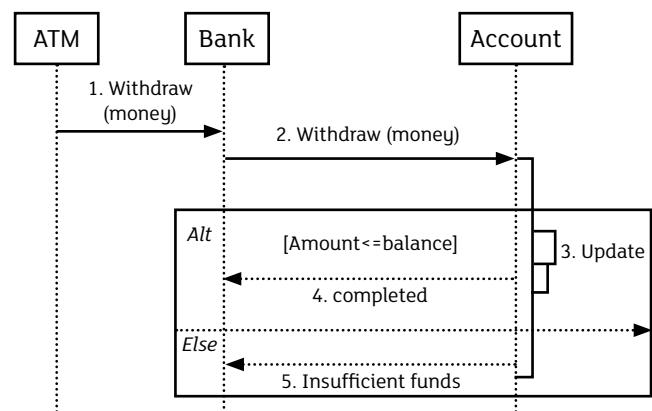 ATM
Bank
Account
1. Withdraw
(money)
2. Withdraw (money)
Alt
[Amount<=balance]
3. Update
4. completed
Else
5. Insufficient funds